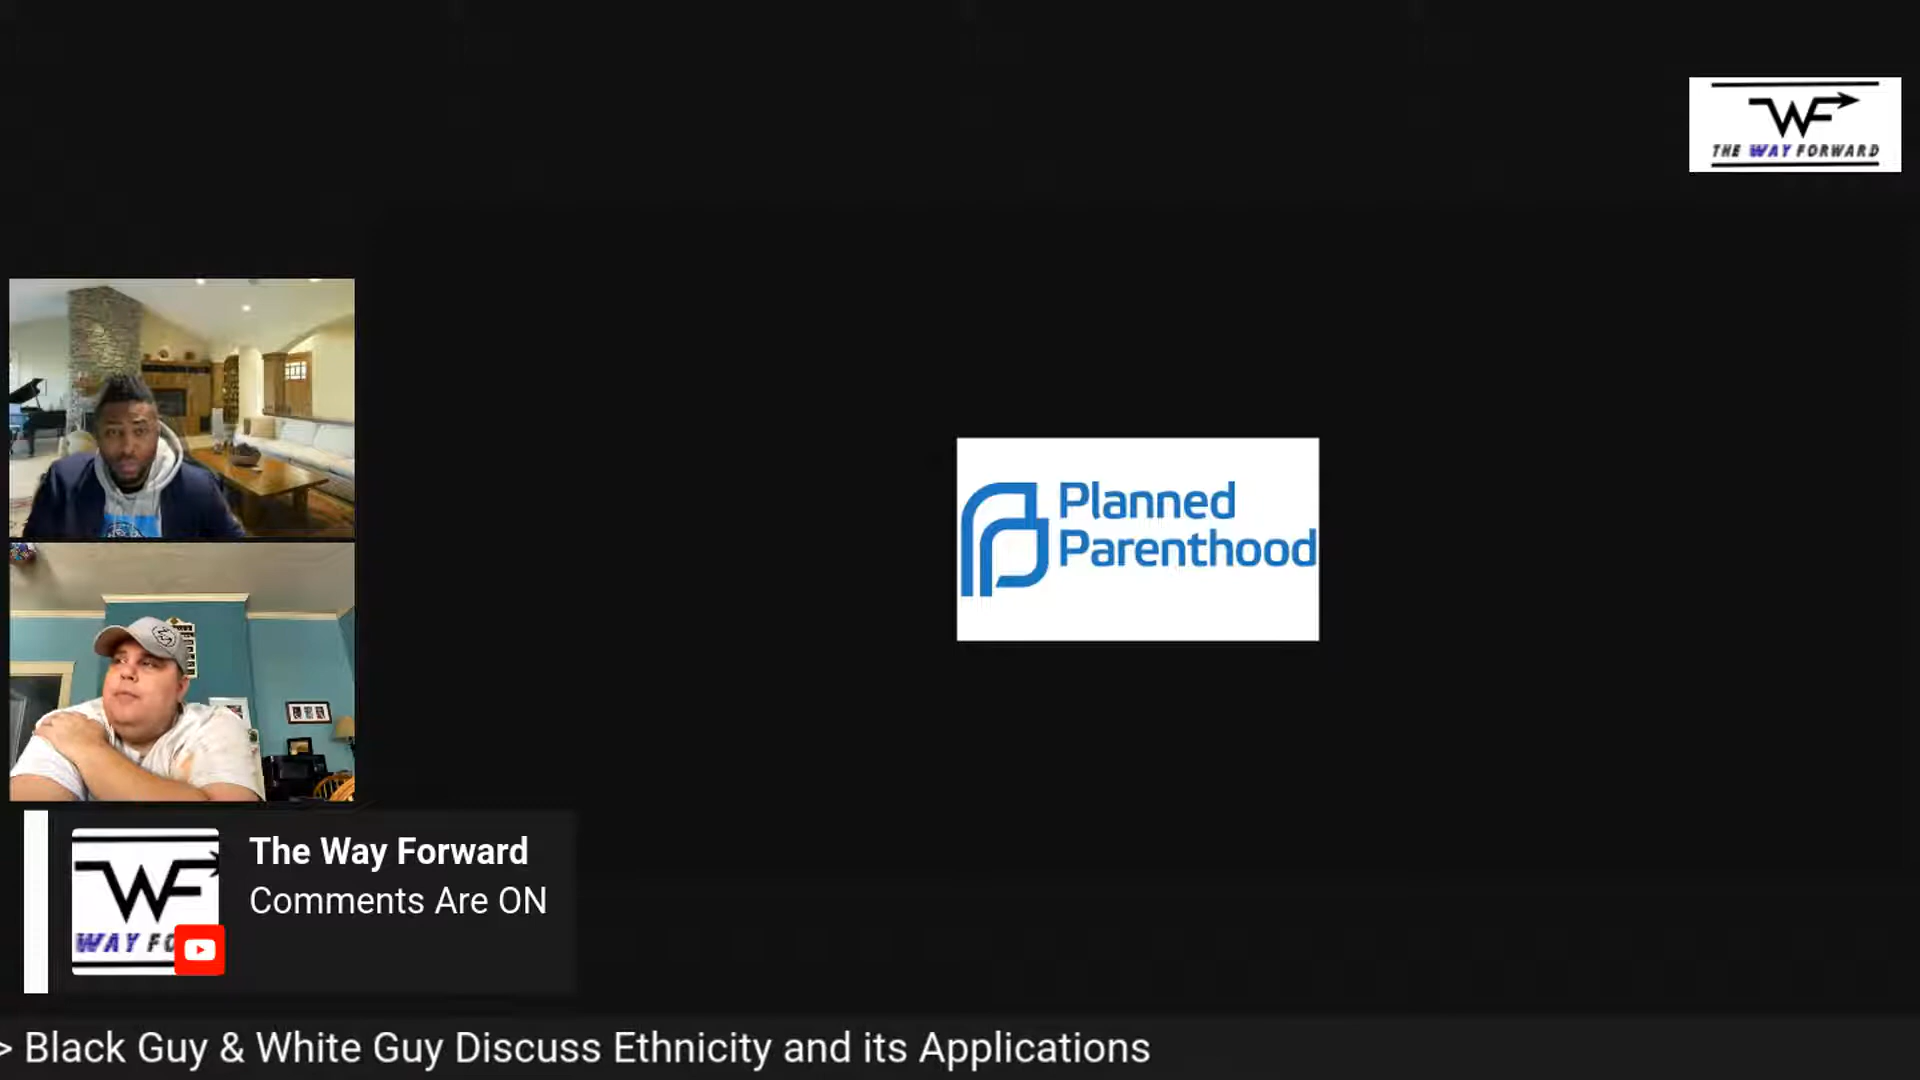 WF
THE WAY FORWARD
Planned
Parenthood
The Way Forward
Comments Are ON
WF
WAY FO
> Black Guy & White Guy Discuss Ethnicity and its Applications